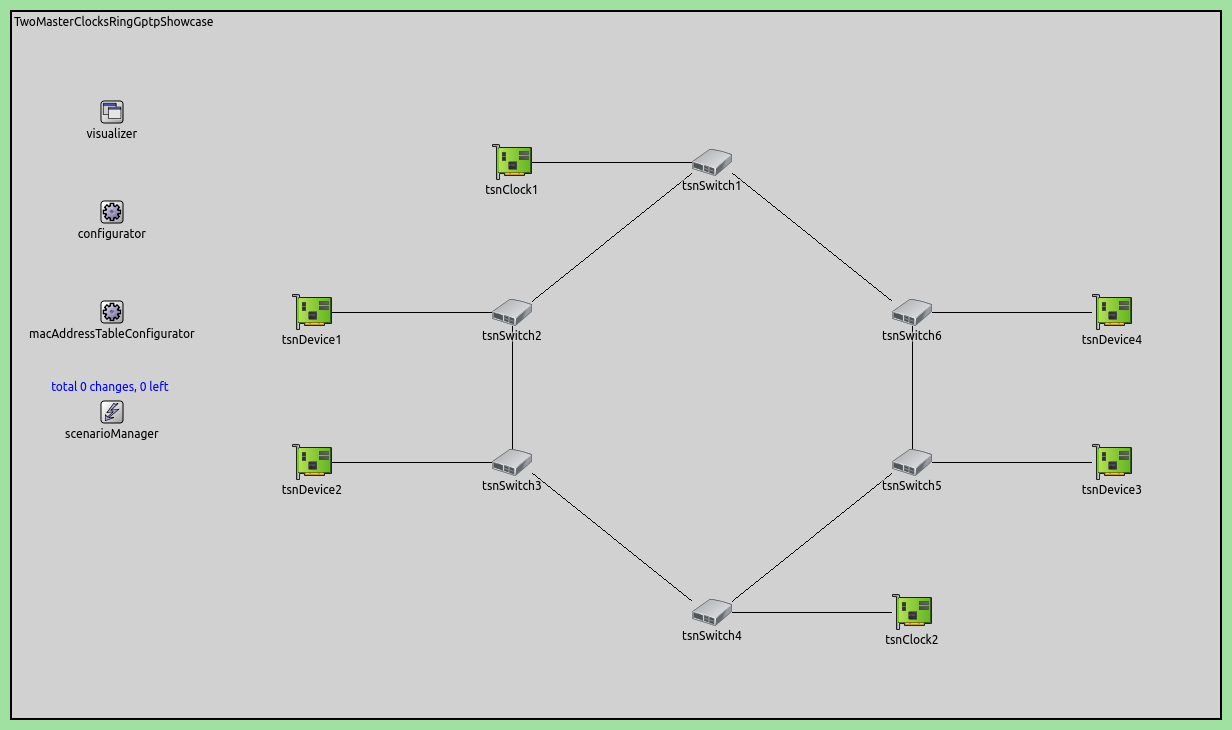 TwoMasterClocksRingGptpShowcase
visualizer
tsnClock1
tsnSwitch1
configurator
macAddressTableConfigurator
tsnDevice1
tsnSwitch2
tsnSwitch6
tsnDevice4
total 0 changes, 0 left
scenarioManager
tsnDevice2
tsnSwitch3
tsnSwitch5
tsnDevice3
tsnSwitch4
tsnClock2